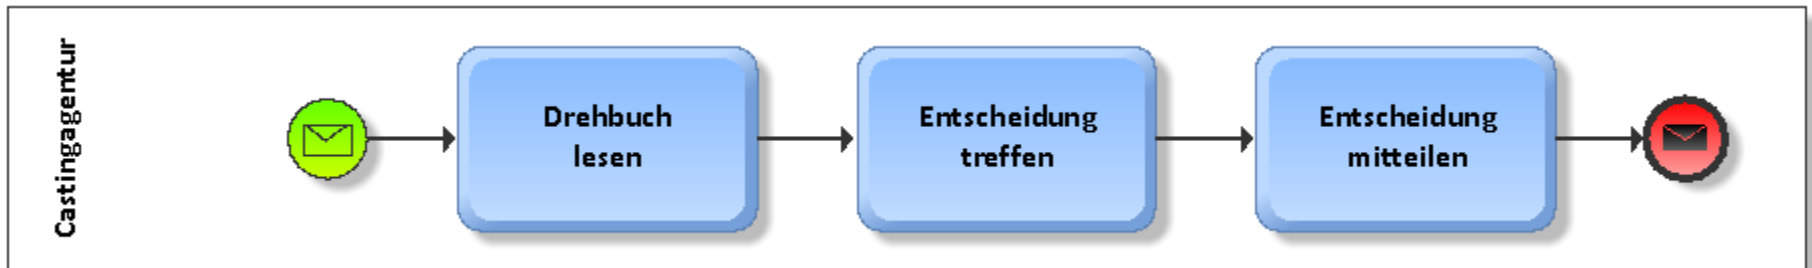 Castingagentur
Drehbuch
lesen
Entscheidung
treffen
Entscheidung
mitteilen